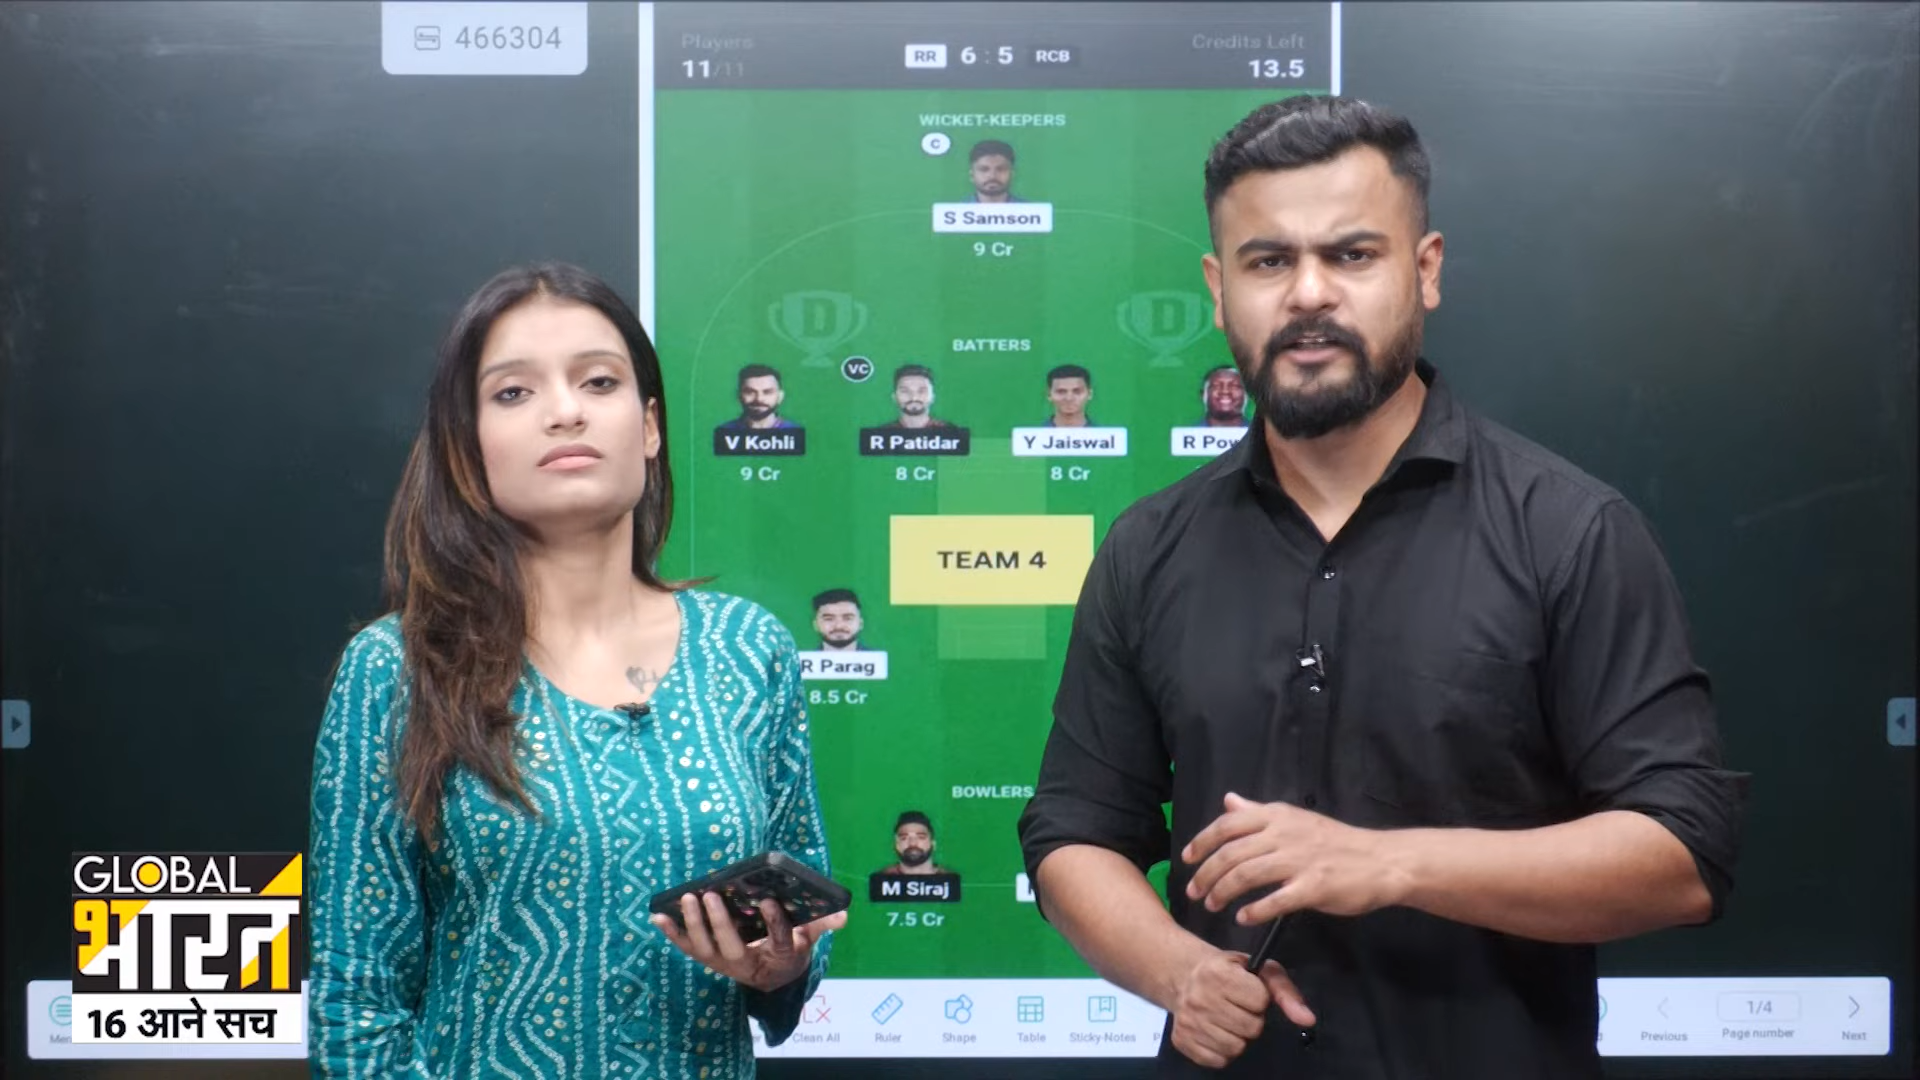 466304
Players
11/11
RR 6 : 5 RCB
Credits Left
13.5
WICKET-KEEPERS
C
S Samson
9 Cr
D
D
BATTERS
VC
V Kohli
R Patidar
Y Jaiswal
R Pow
9 Cr
8 Cr
8 Cr
TEAM 4
R Parag
8.5 Cr
BOWLERS
M Siraj
7.5 Cr
GLOBAL
भारत
16 आने सच
Clean All
Ruler
Shape
Table
Sticky-Notes
Previous
1/4
Page number
Next